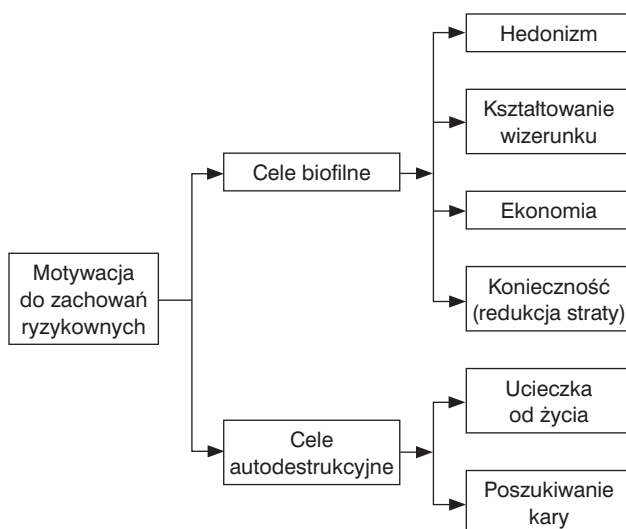 Motywacja
do zachowań
ryzykownych
Cele biofilne
Hedonizm
Kształtowanie
wizerunku
Ekonomia
Konieczność
(redukcja straty)
Cele
autodestrukcyjne
Ucieczka
od życia
Poszukiwanie
kary